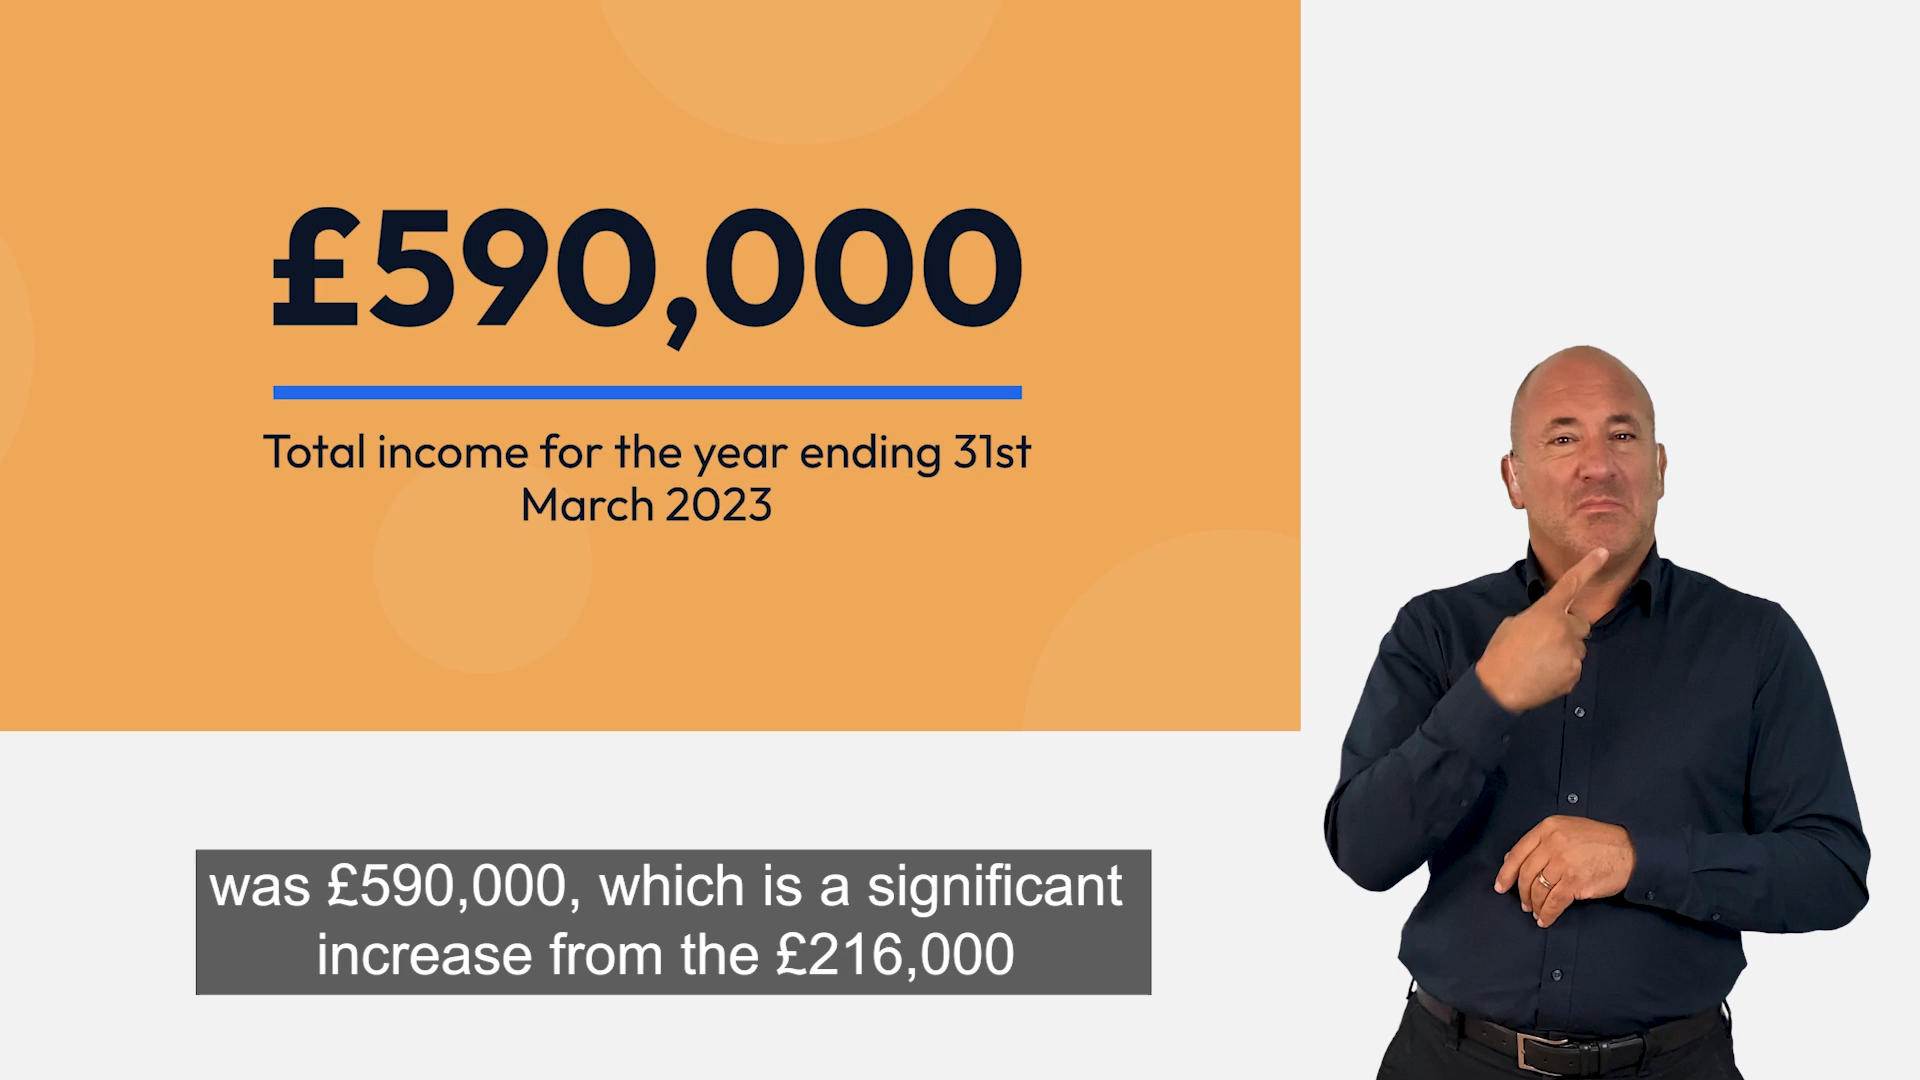 £590,000
Total income for the year ending 31st
March 2023
was £590,000, which is a significant
increase from the £216,000